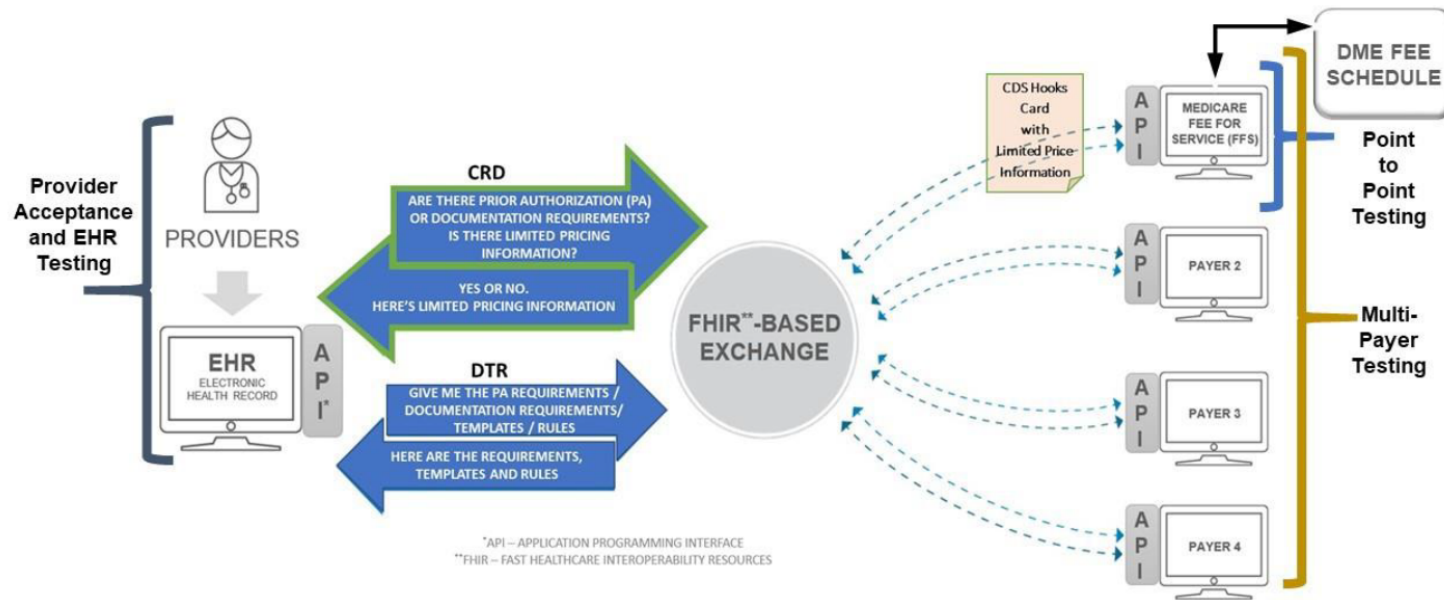 Provider
Acceptance
and EHR
Testing
PROVIDERS
EHR
ELECTRONIC
HEALTH RECORD
A
P
I*
CRD
ARE THERE PRIOR AUTHORIZATION (PA)
OR DOCUMENTATION REQUIREMENTS?
IS THERE LIMITED PRICING
INFORMATION?
YES OR NO.
HERE'S LIMITED PRICING INFORMATION
DTR
GIVE ME THE PA REQUIREMENTS /
DOCUMENTATION REQUIREMENTS/
TEMPLATES / RULES
HERE ARE THE REQUIREMENTS,
TEMPLATES AND RULES
FHIR**-BASED
EXCHANGE
CDS Hooks
Card
with
Limited Price
Information
A
P
I
MEDICARE
FEE FOR
SERVICE (FFS)
DME FEE
SCHEDULE
Point
to
Point
Testing
A
P
I
PAYER 2
Multi-
Payer
Testing
A
P
I
PAYER 3
A
P
I
PAYER 4
*API – APPLICATION PROGRAMMING INTERFACE
**FHIR – FAST HEALTHCARE INTEROPERABILITY RESOURCES